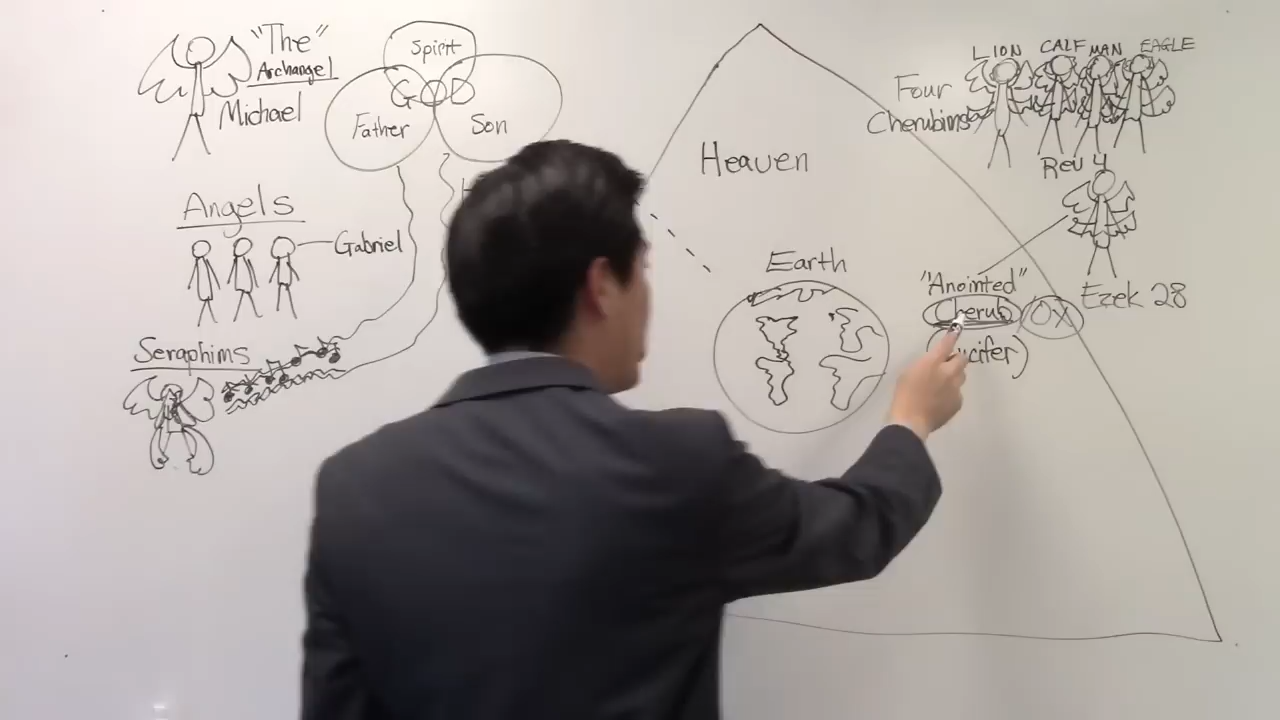 "The"
Archangel
Michael
Spirit
GOD
Father
Son
Angels
Gabriel
Seraphims
Heaven
Earth
LION CALF MAN EAGLE
Four
Cherubims
Rev 4
"Anointed"
Cherub OX
Ezek 28